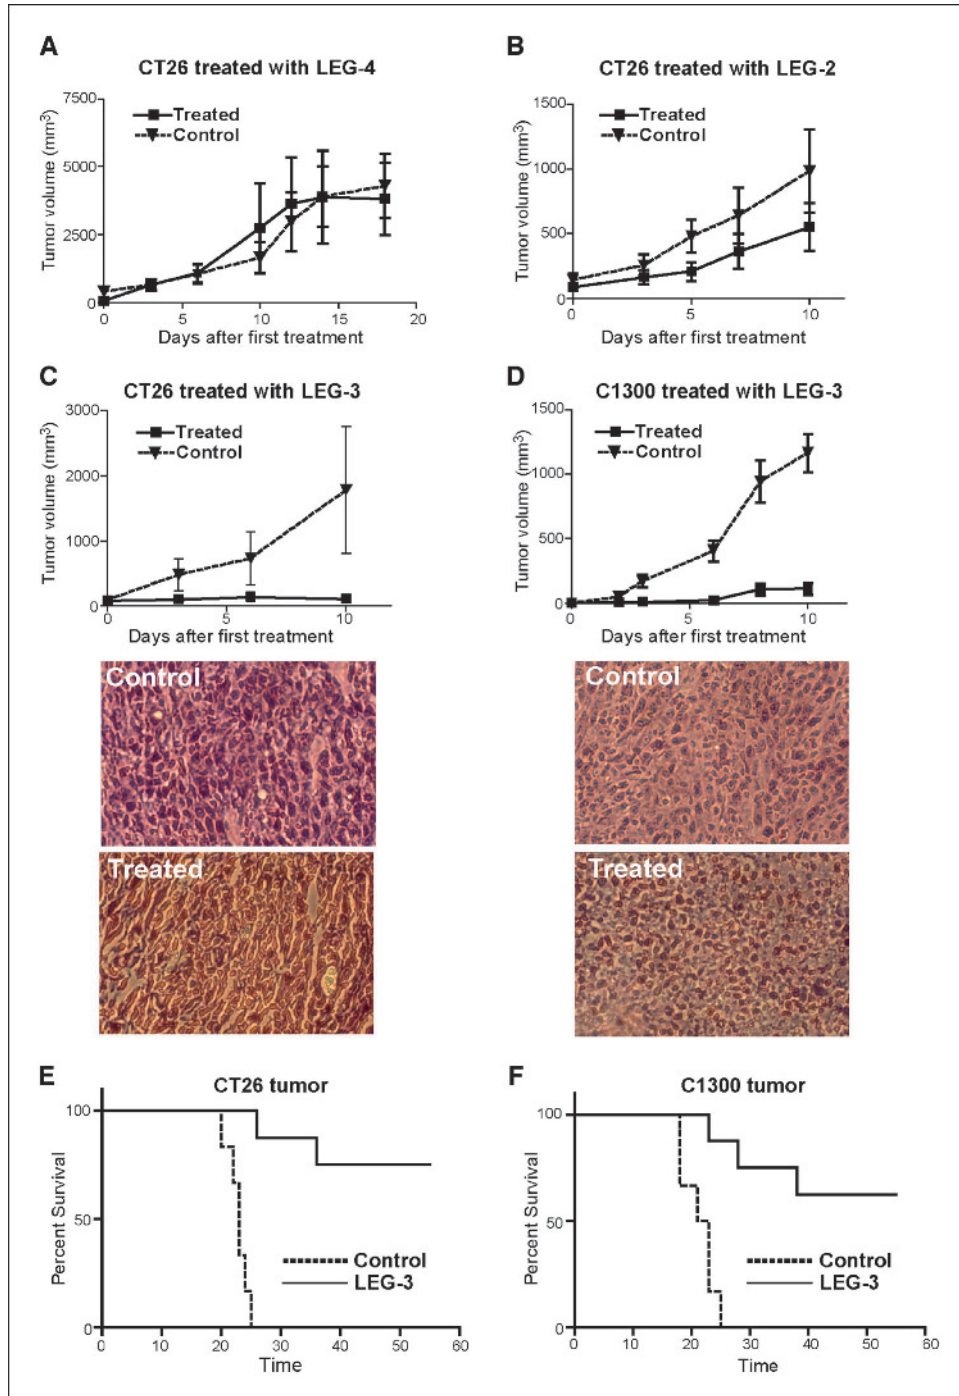 A
CT26 treated with LEG-4
Tumor volume (mm³)
7500
5000
2500
0
Treated
Control
0 5 10 15 20
Days after first treatment
B
CT26 treated with LEG-2
Tumor volume (mm³)
1500
1000
500
0
Treated
Control
0 5 10
Days after first treatment
C
CT26 treated with LEG-3
Tumor volume (mm³)
3000
2000
1000
0
Treated
Control
0 5 10
Days after first treatment
D
C1300 treated with LEG-3
Tumor volume (mm³)
1500
1000
500
0
Treated
Control
0 5 10
Days after first treatment
Control
Treated
Control
Treated
E
CT26 tumor
Percent Survival
100
50
0
Control
LEG-3
0 10 20 30 40 50 60
Time
F
C1300 tumor
Percent Survival
100
50
0
Control
LEG-3
0 10 20 30 40 50 60
Time